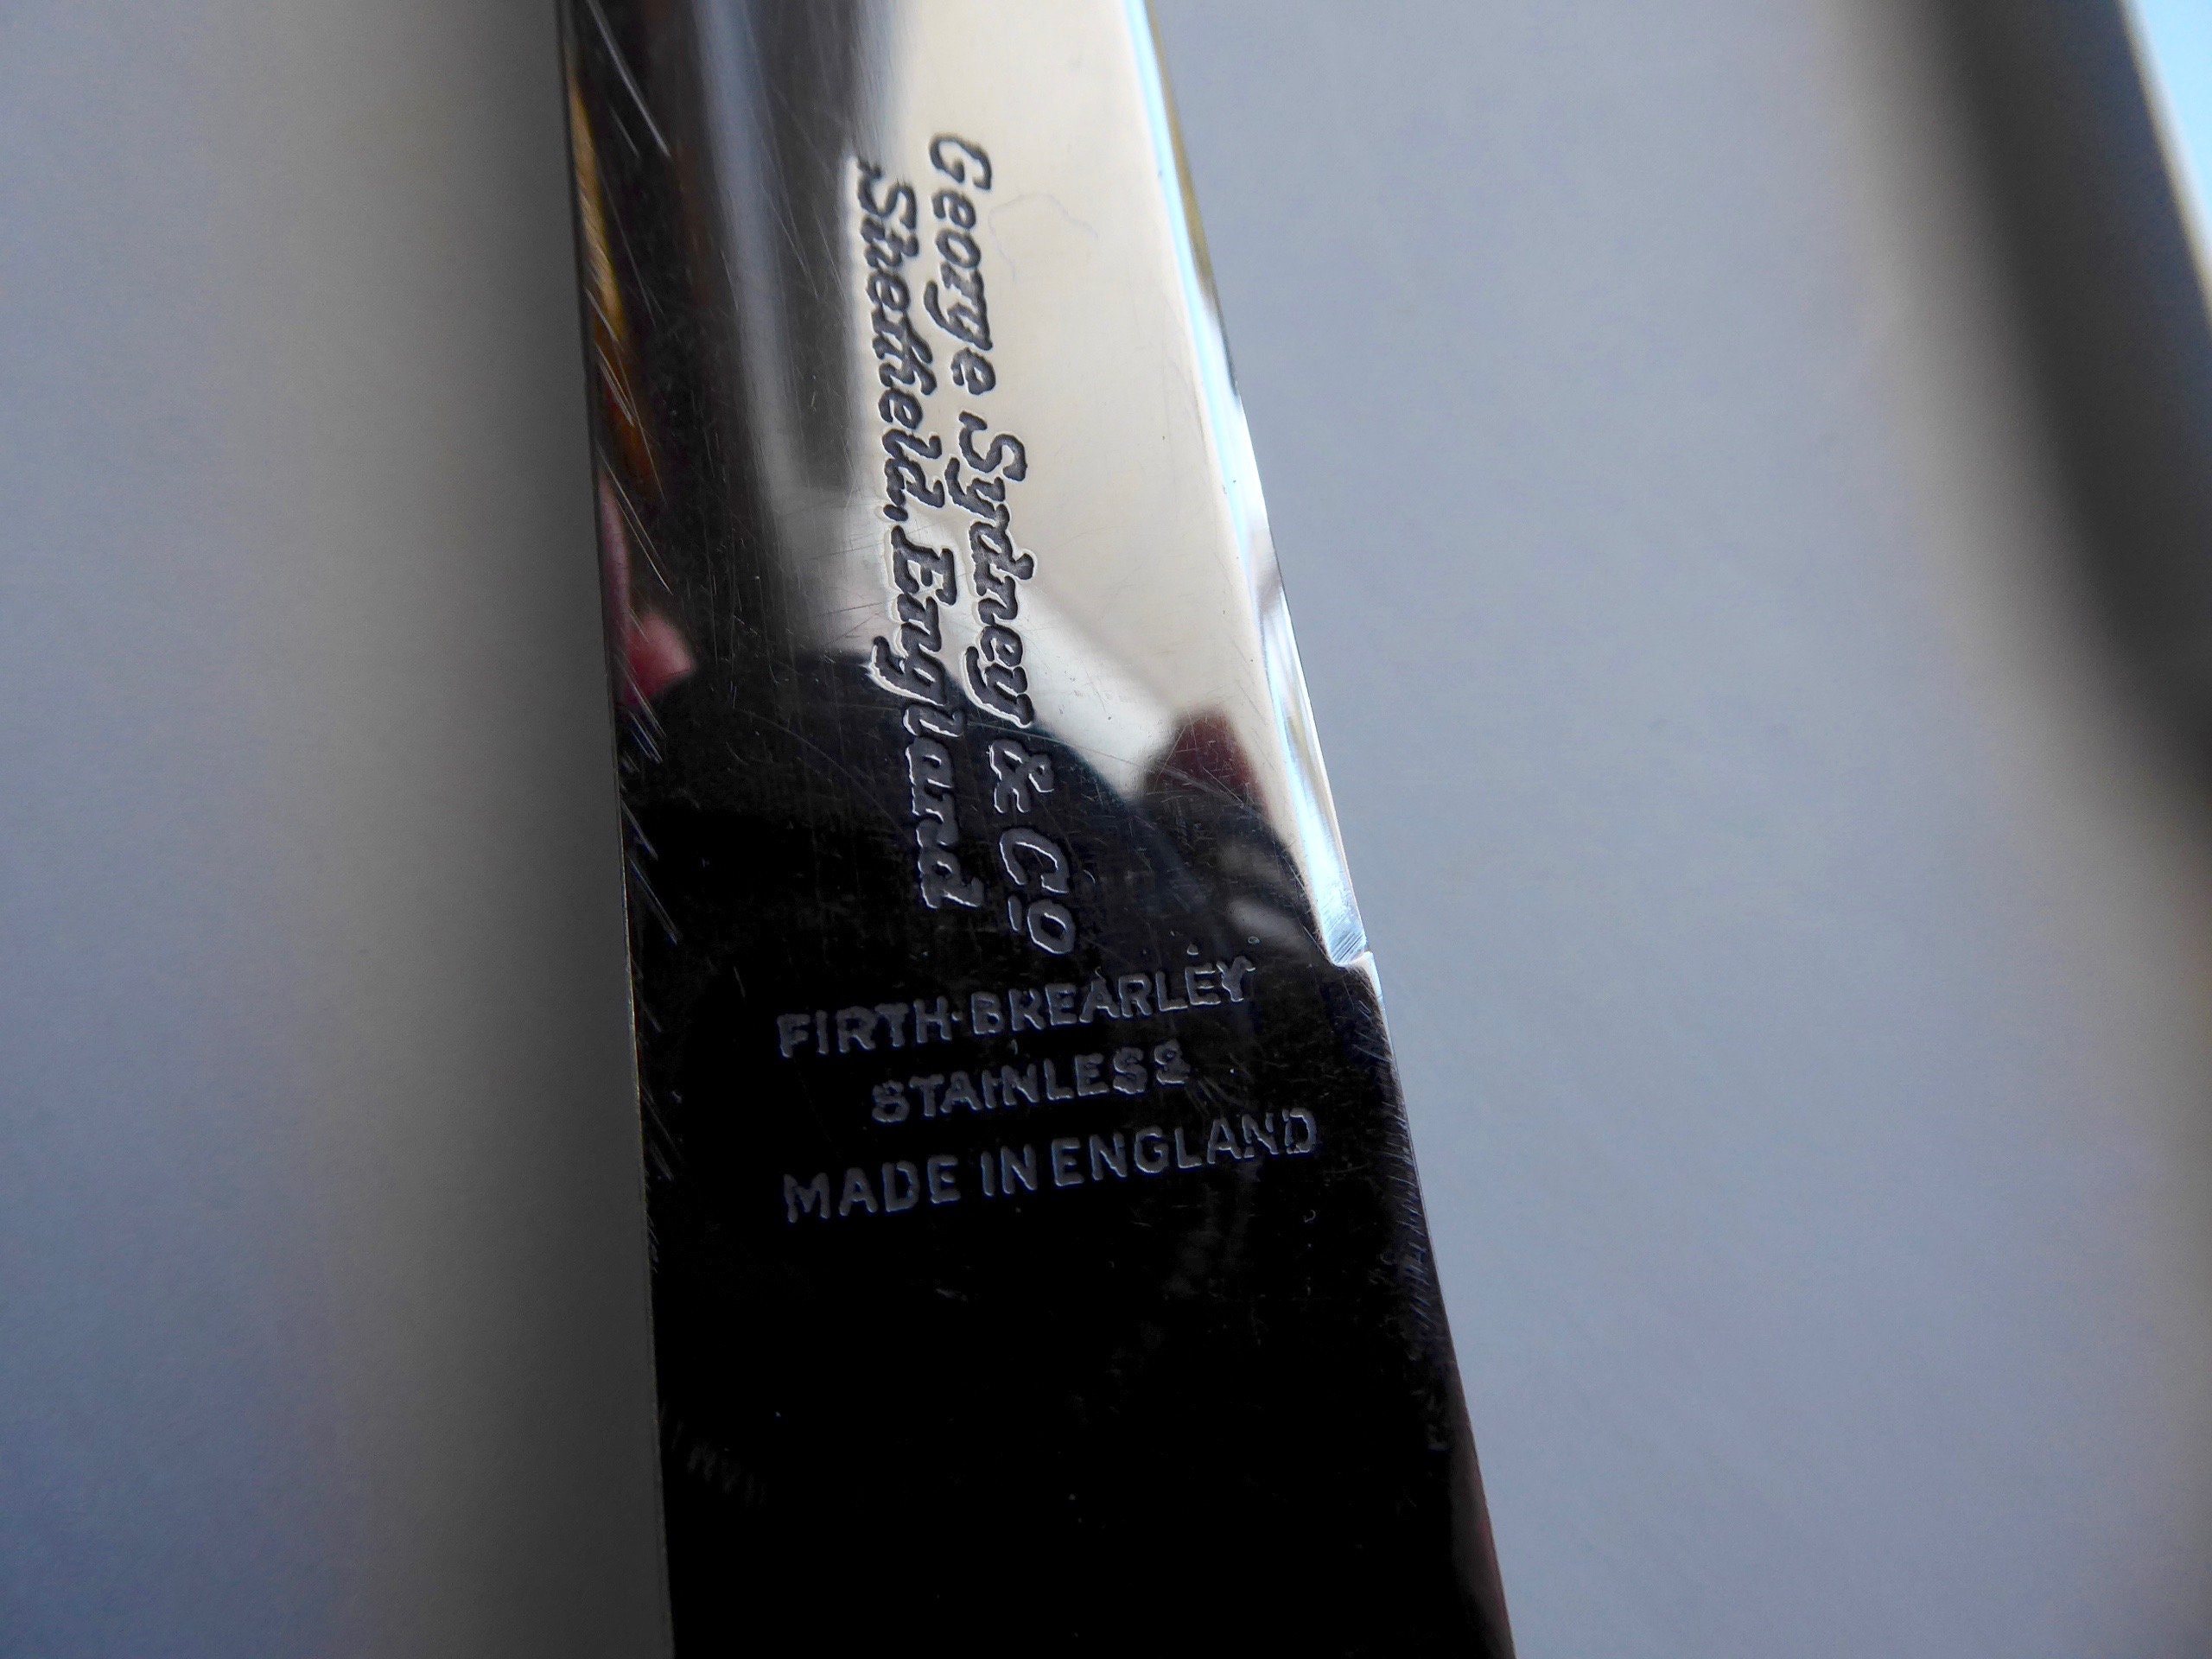 George Sydney & Co
Sheffield, England
FIRTH-BREARLEY
STAINLESS
MADE IN ENGLAND